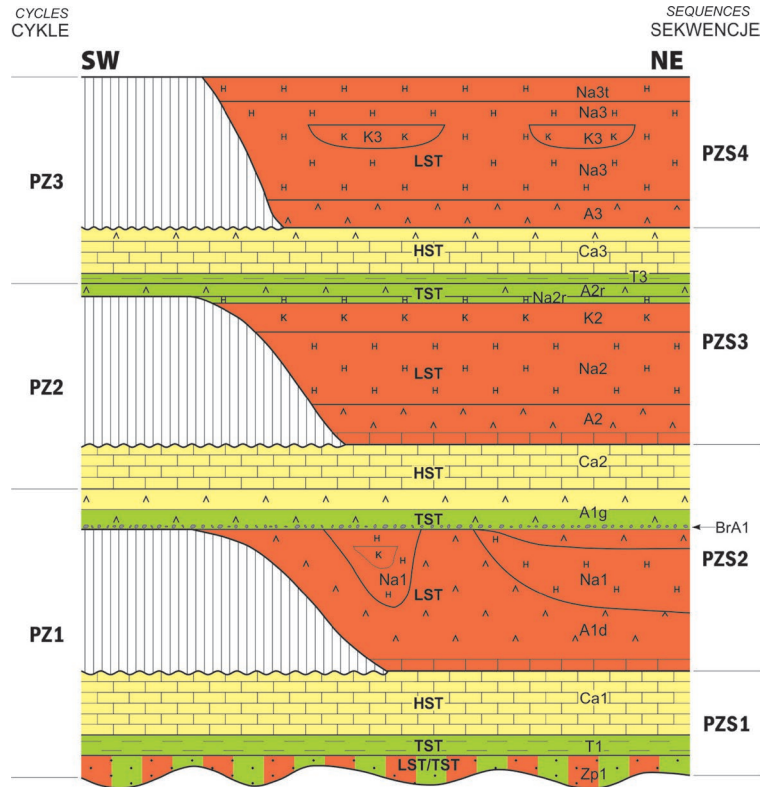 CYCLES
CYKLE
SEQUENCES
SEKWENCJE
SW
NE
H H H H H H Na3t H
H H H H H Na3 H
K K3 K K K3 K
H H H H
LST
PZS4
H H H H H Na3 H
PZ3
H H H H H H H
A3
HST
Ca3
T3
TST
A2r
H H H H H Na2r H H H
K K K K K K2 K
PZS3
H H H H H H
LST
H H H Na2 H
PZ2
H H H H H H
A2
Ca2
HST
A1g
TST
BrA1
H H H
K H
Na1
H Na1 H
PZS2
LST
H H H H
PZ1
A1d
Ca1
HST
PZS1
TST
T1
LST/TST
Zp1